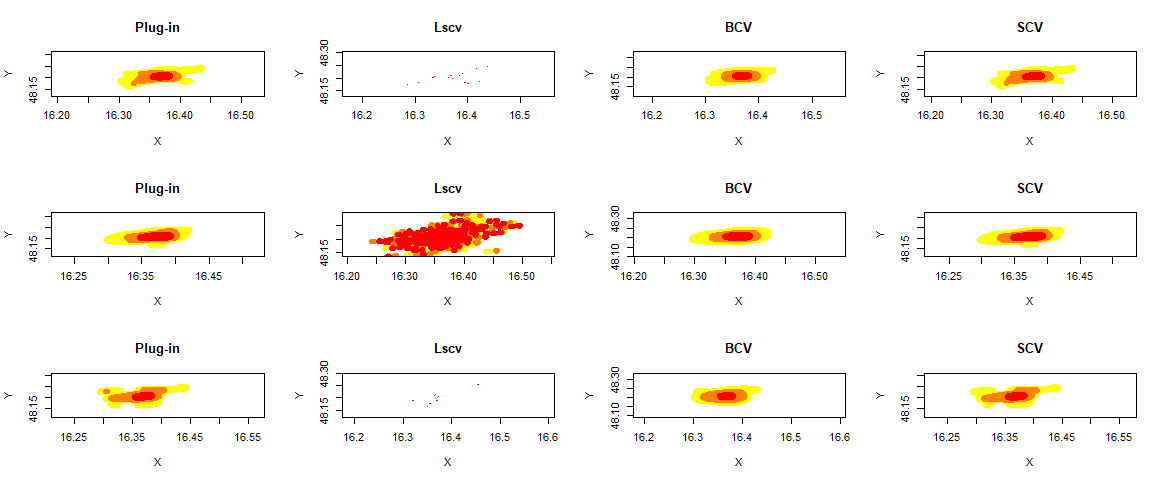 Plug-in Lscv BCV SCV
Y 48.15 Y 48.15 48.30 Y 48.15 Y 48.15
16.20 16.30 16.40 16.50 16.2 16.3 16.4 16.5 16.2 16.3 16.4 16.5 16.20 16.30 16.40 16.50
X X X X
Plug-in Lscv BCV SCV
Y 48.15 Y 48.15 Y 48.10 48.30 Y 48.15
16.25 16.35 16.45 16.20 16.30 16.40 16.50 16.20 16.30 16.40 16.50 16.25 16.35 16.45
X X X X
Plug-in Lscv BCV SCV
Y 48.15 Y 48.15 48.30 Y 48.10 48.30 Y 48.15
16.25 16.35 16.45 16.55 16.2 16.3 16.4 16.5 16.6 16.2 16.3 16.4 16.5 16.6 16.25 16.35 16.45 16.55
X X X X